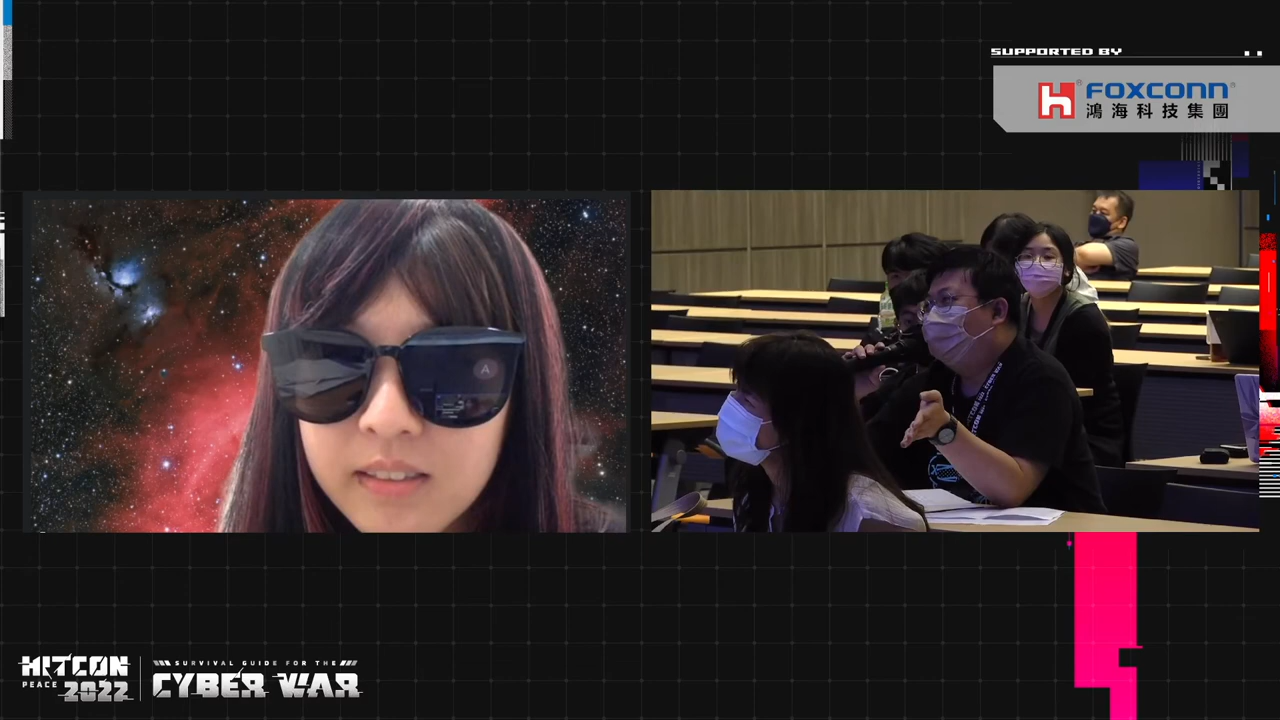 SUPPORTED BY
FOXCONN
鴻海科技集團
A
HITCON
PEACE 2022
SURVIVAL GUIDE FOR THE
CYBER WAR